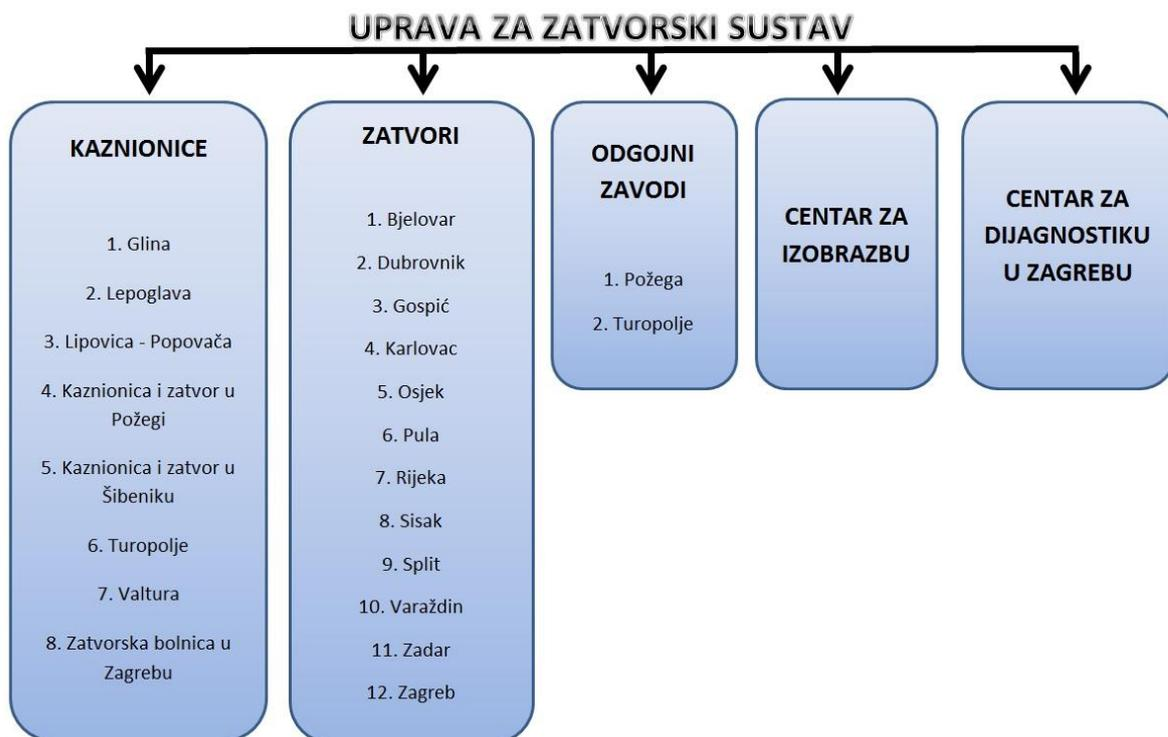 UPRAVA ZA ZATVORSKI SUSTAV
KAZNIONICE
1. Glina
2. Lepoglava
3. Lipovica - Popovača
4. Kaznionica i zatvor u
Požegi
5. Kaznionica i zatvor u
Šibeniku
6. Turopolje
7. Valtura
8. Zatvorska bolnica u
Zagrebu
ZATVORI
1. Bjelovar
2. Dubrovnik
3. Gospić
4. Karlovac
5. Osjek
6. Pula
7. Rijeka
8. Sisak
9. Split
10. Varaždin
11. Zadar
12. Zagreb
ODGOJNI
ZAVODI
1. Požega
2. Turopolje
CENTAR ZA
IZOBRAZBU
CENTAR ZA
DIJAGNOSTIKU
U ZAGREBU